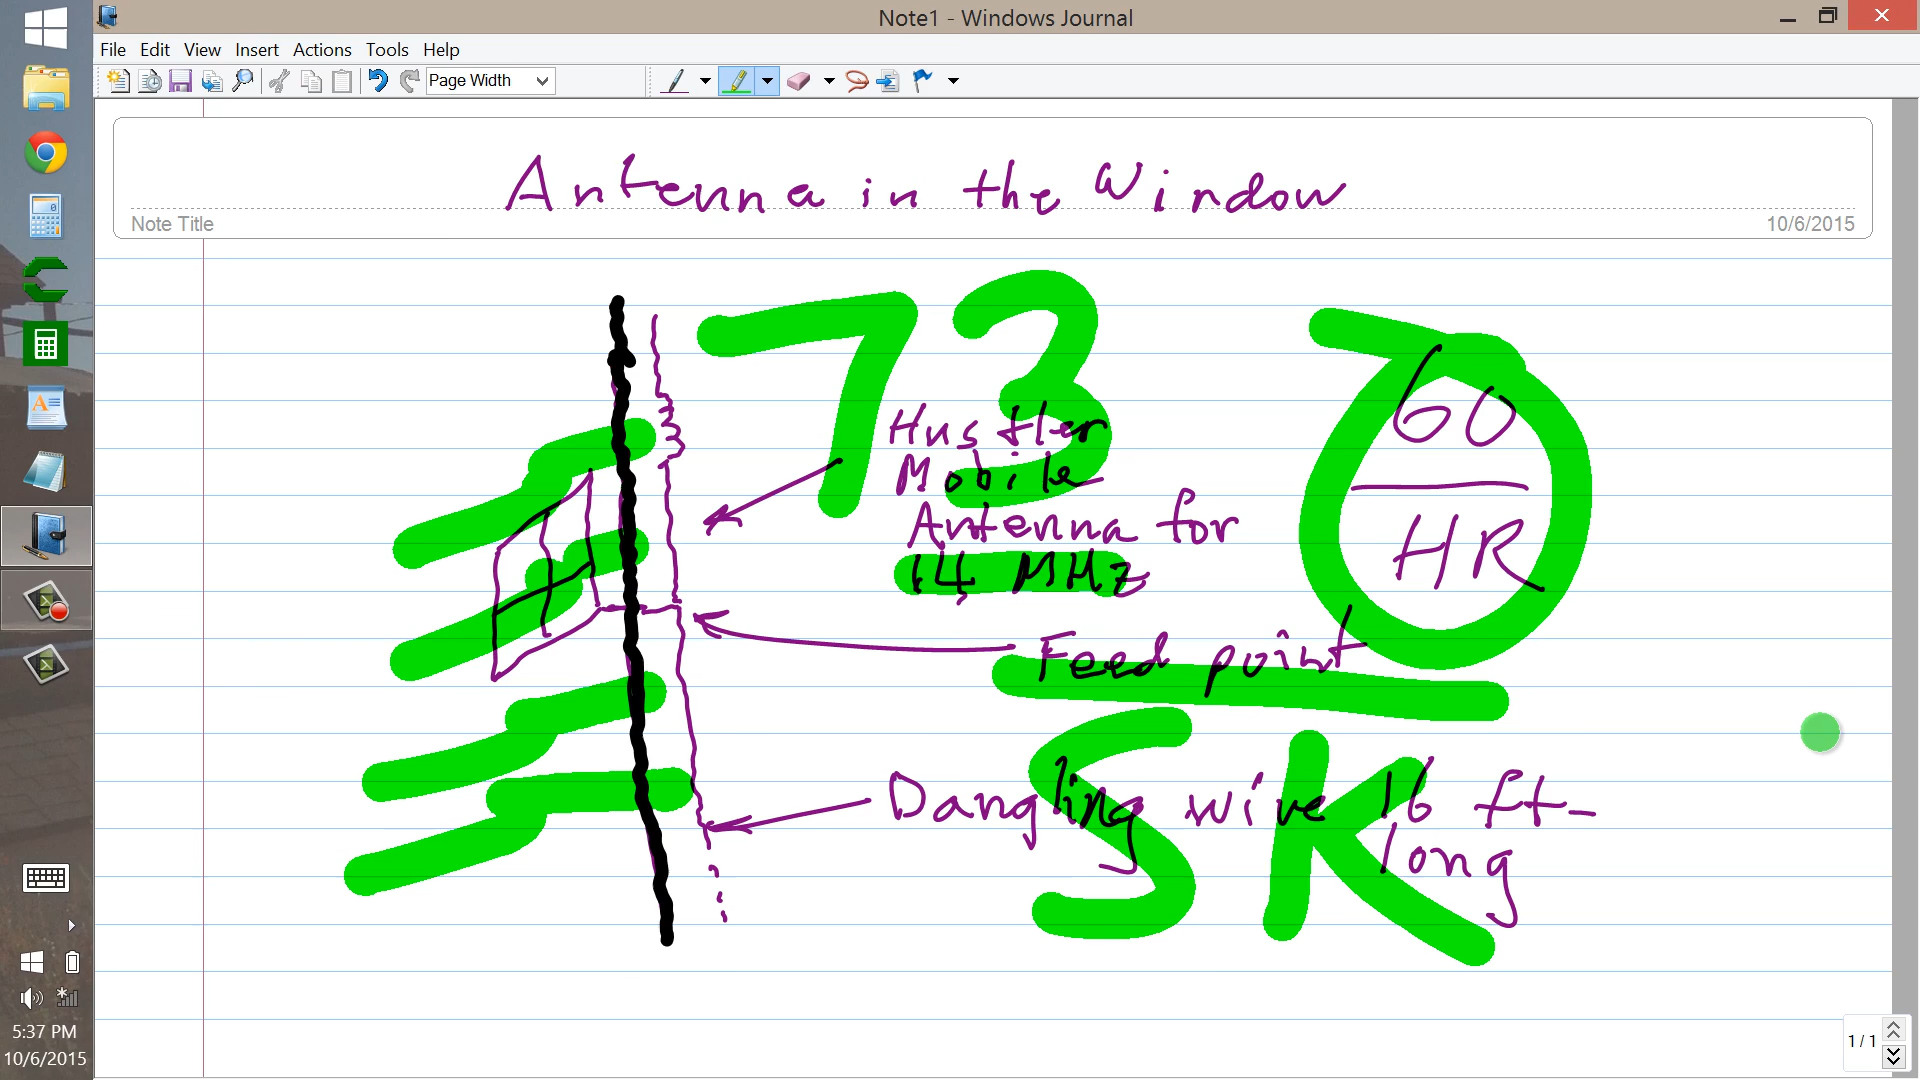 Note1 - Windows Journal
File Edit View Insert Actions Tools Help
Page Width
Antenna in the Window
Note Title
10/6/2015
73
60
HR
Hustler
Mobile
Antenna for
14 MHz
Feed point
SK
Dangling wire 16 ft-
long
5:37 PM
10/6/2015
1 / 1